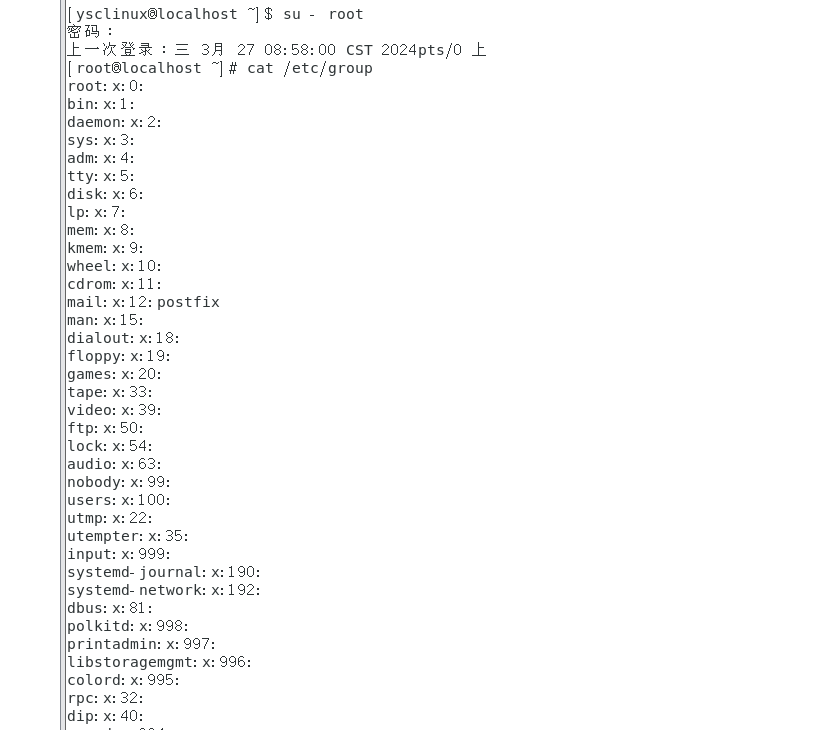 [ysclinux@localhost ~]$ su - root
密码：
上一次登录：三 3月 27 08:58:00 CST 2024pts/0 上
[root@localhost ~]# cat /etc/group
root:x:0:
bin:x:1:
daemon:x:2:
sys:x:3:
adm:x:4:
tty:x:5:
disk:x:6:
lp:x:7:
mem:x:8:
kmem:x:9:
wheel:x:10:
cdrom:x:11:
mail:x:12:postfix
man:x:15:
dialout:x:18:
floppy:x:19:
games:x:20:
tape:x:33:
video:x:39:
ftp:x:50:
lock:x:54:
audio:x:63:
nobody:x:99:
users:x:100:
utmp:x:22:
utempter:x:35:
input:x:999:
systemd-journal:x:190:
systemd-network:x:192:
dbus:x:81:
polkitd:x:998:
printadmin:x:997:
libstoragemgmt:x:996:
colord:x:995:
rpc:x:32:
dip:x:40: